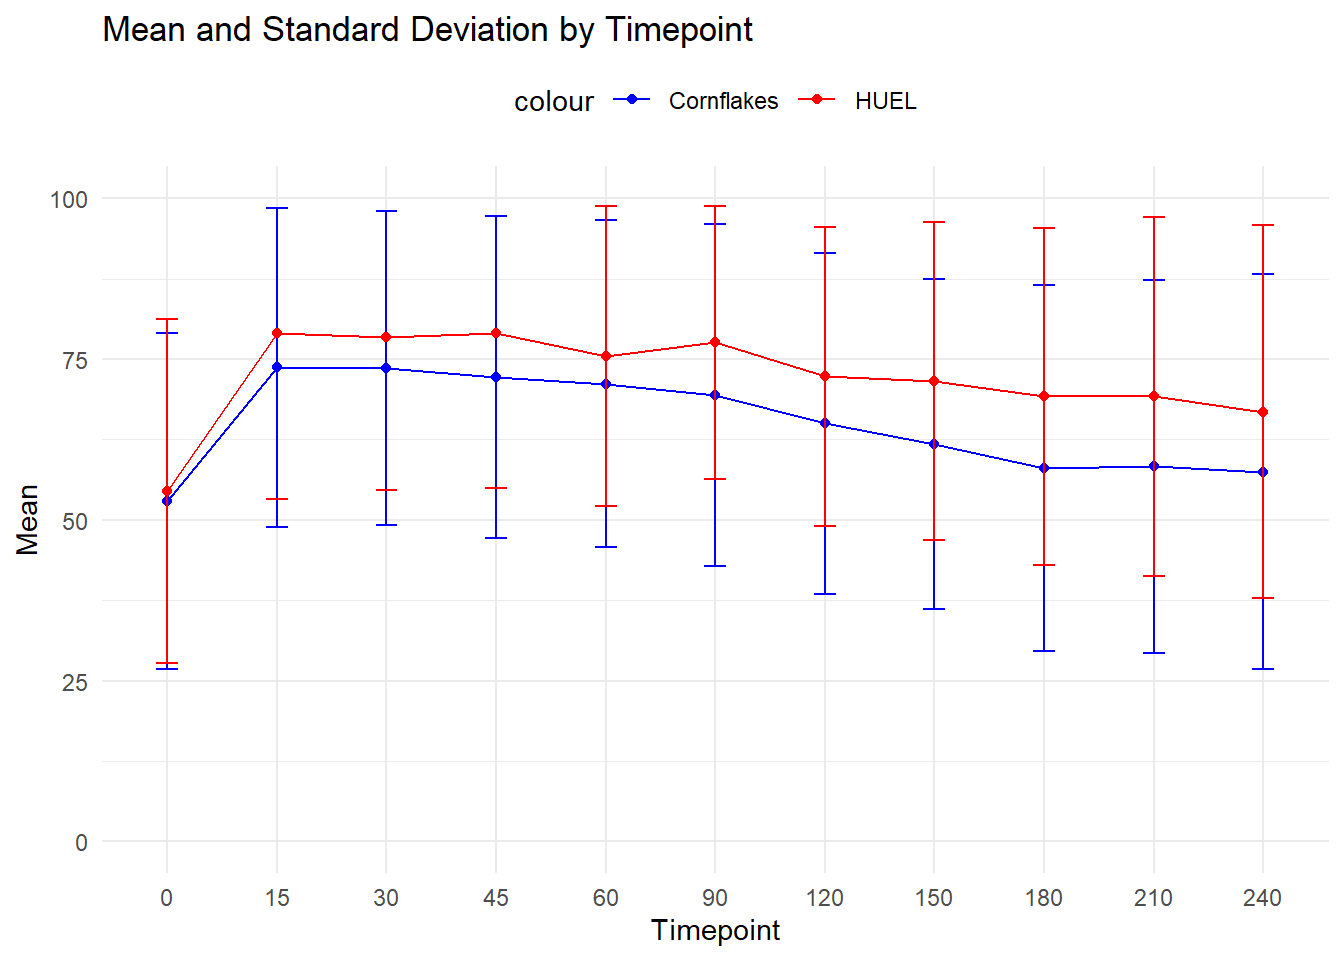 Mean and Standard Deviation by Timepoint
colour Cornflakes HUEL
100
75
50
25
0
Mean
0 15 30 45 60 90 120 150 180 210 240
Timepoint